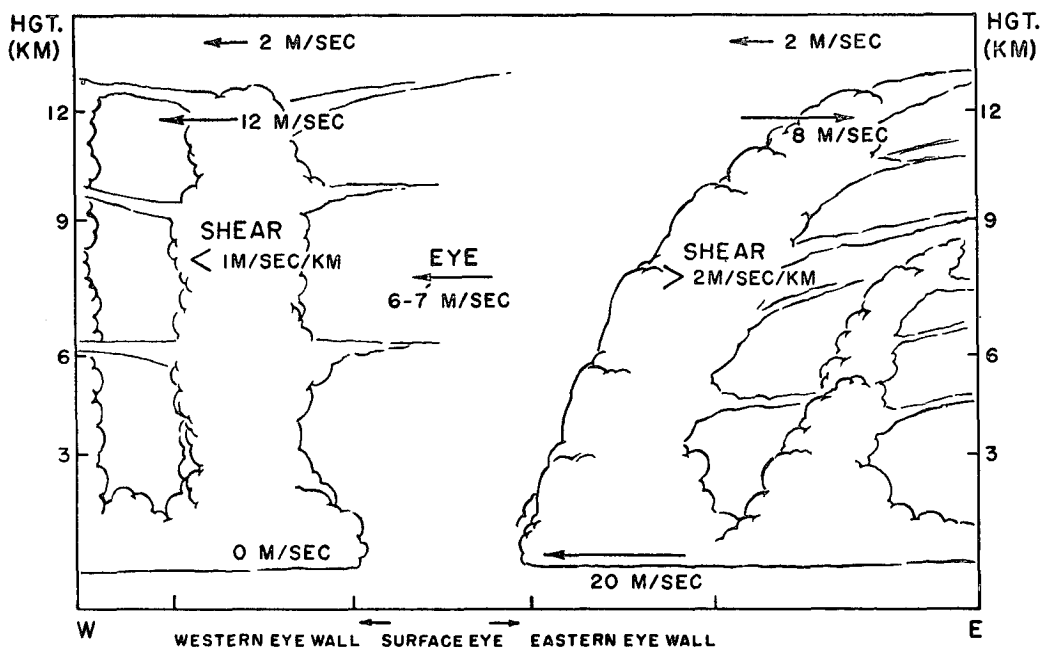 HGT.
(KM)
HGT.
(KM)
2 M/SEC
2 M/SEC
12
12 M/SEC
8 M/SEC
12
9
SHEAR
1M/SEC/KM
EYE
6-7 M/SEC
SHEAR
2M/SEC/KM
9
6
6
3
3
0 M/SEC
20 M/SEC
W
WESTERN EYE WALL
SURFACE EYE
EASTERN EYE WALL
E